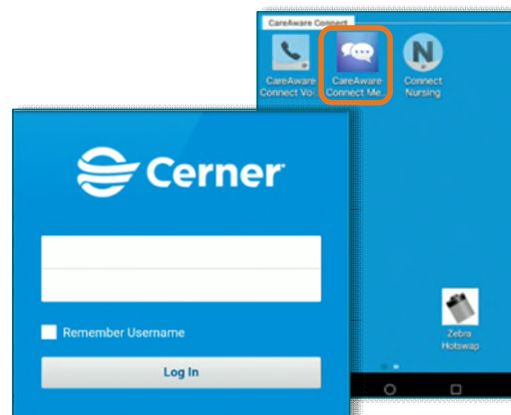 CareAware Connect
CareAware
Connect Voi
CareAware
Connect Me..
Connect
Nursing
N
Cerner
Remember Username
Log In
Zebra
Hotswap